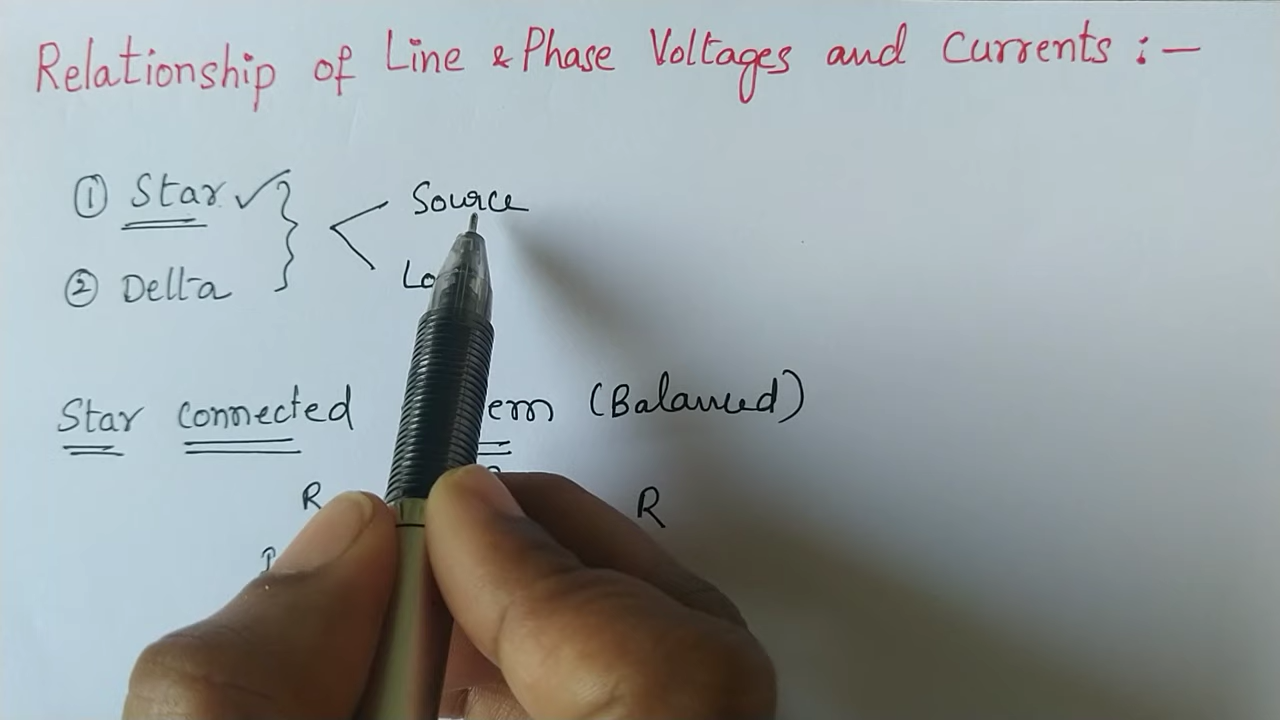 Relationship of Line & Phase Voltages and Currents :-
① Star ✓
Source
② Delta
Star connected (Balanced)
R R